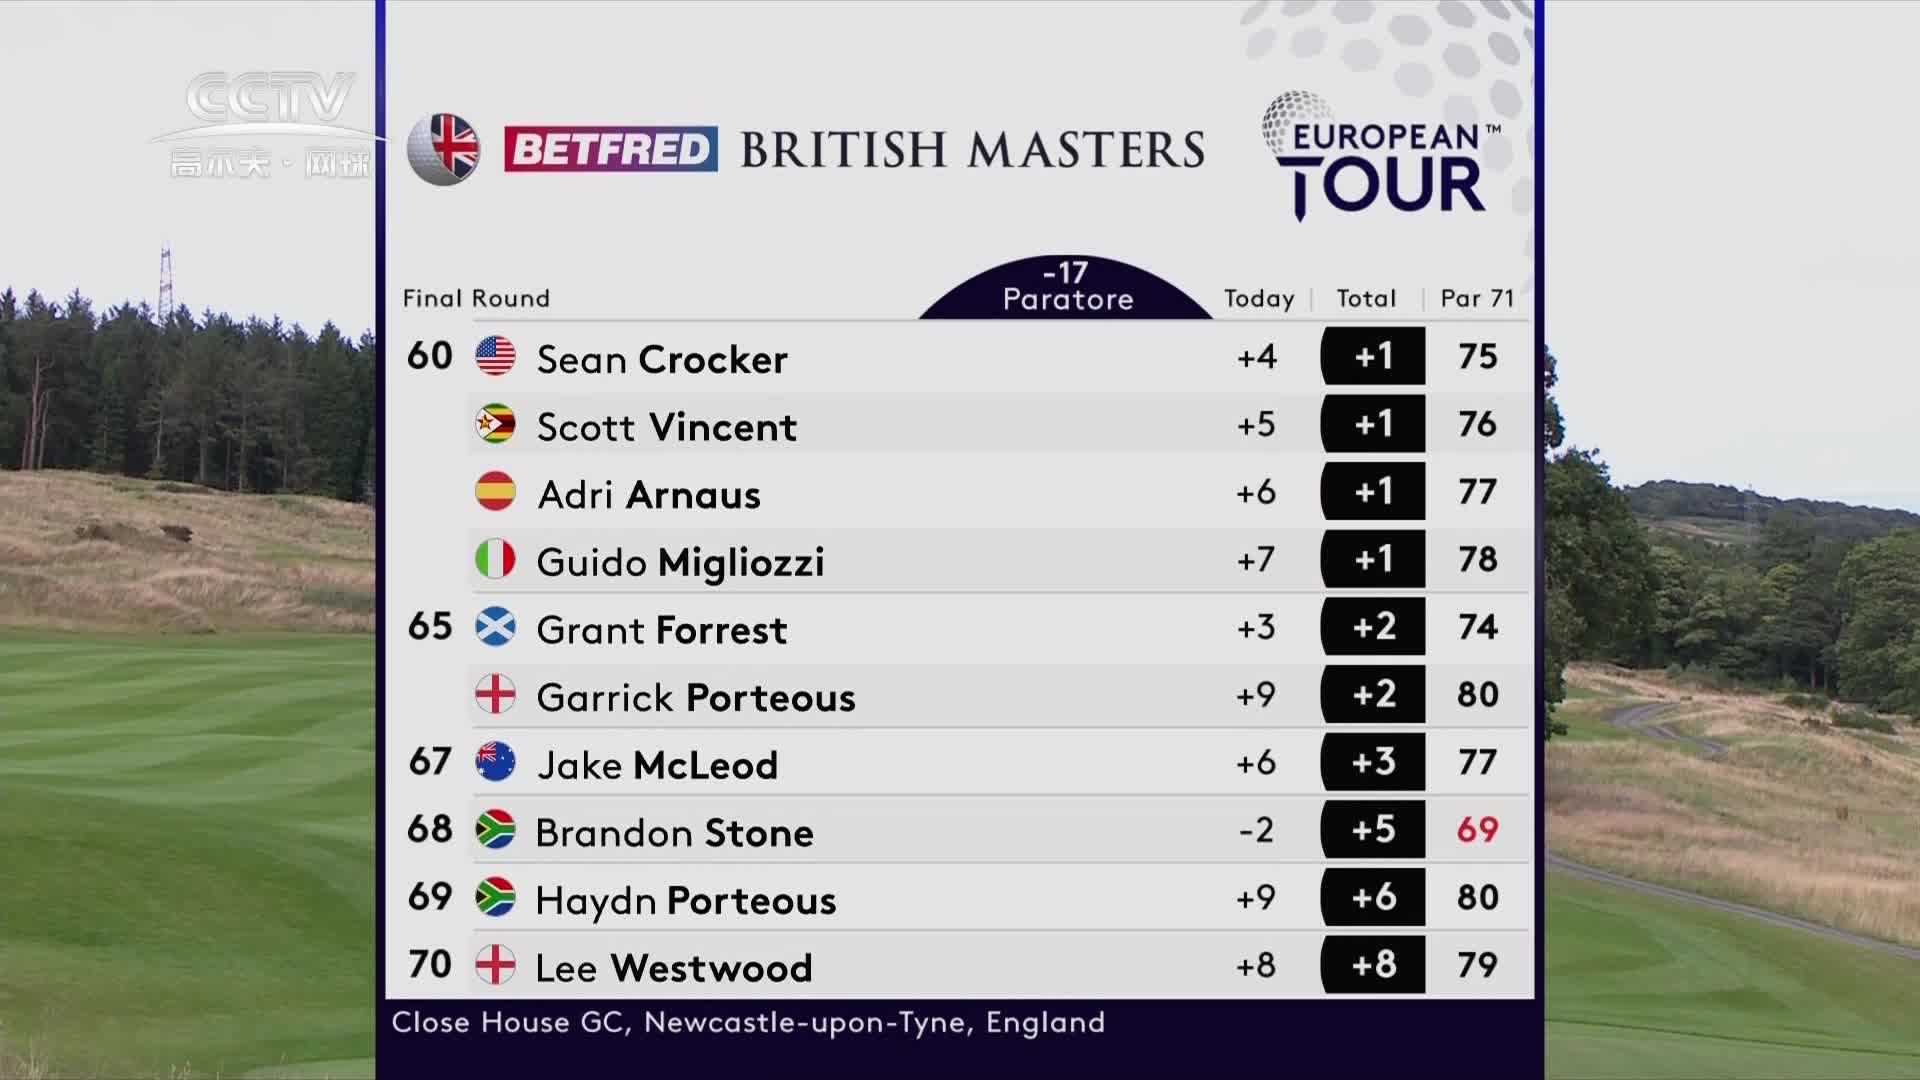 CCTV
高尔夫·网球
BETFRED BRITISH MASTERS
EUROPEAN™
TOUR
-17
Final Round Paratore Today Total Par 71
60 Sean Crocker +4 +1 75
Scott Vincent +5 +1 76
Adri Arnaus +6 +1 77
Guido Migliozzi +7 +1 78
65 Grant Forrest +3 +2 74
Garrick Porteous +9 +2 80
67 Jake McLeod +6 +3 77
68 Brandon Stone -2 +5 69
69 Haydn Porteous +9 +6 80
70 Lee Westwood +8 +8 79
Close House GC, Newcastle-upon-Tyne, England